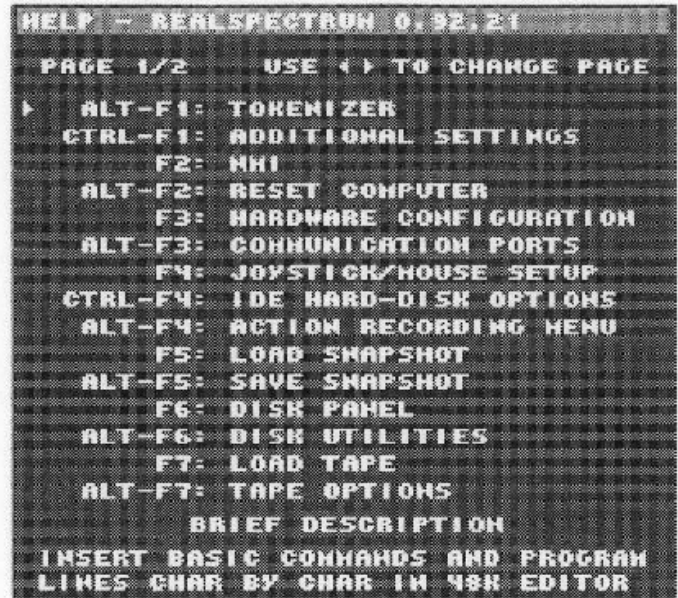 HELP - REALSPECTRUM 0.92.21
PAGE 1/2 USE ◂ ▸ TO CHANGE PAGE
▸ ALT-F1: TOKENIZER
CTRL-F1: ADDITIONAL SETTINGS
F2: NMI
ALT-F2: RESET COMPUTER
F3: HARDWARE CONFIGURATION
ALT-F3: COMMUNICATION PORTS
F4: JOYSTICK/MOUSE SETUP
CTRL-F4: IDE HARD-DISK OPTIONS
ALT-F4: ACTION RECORDING MENU
F5: LOAD SNAPSHOT
ALT-F5: SAVE SNAPSHOT
F6: DISK PANEL
ALT-F6: DISK UTILITIES
F7: LOAD TAPE
ALT-F7: TAPE OPTIONS
BRIEF DESCRIPTION
INSERT BASIC COMMANDS AND PROGRAM
LINES CHAR BY CHAR IN 48K EDITOR